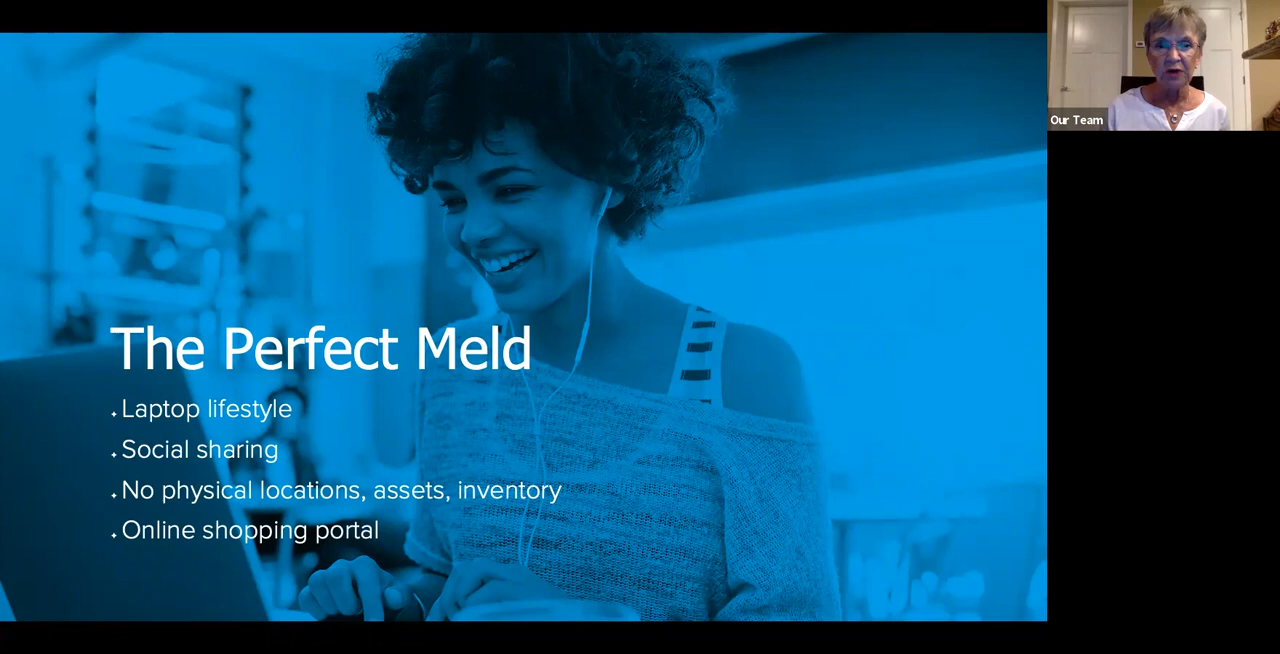 The Perfect Meld
Laptop lifestyle
Social sharing
No physical locations, assets, inventory
Online shopping portal
Our Team